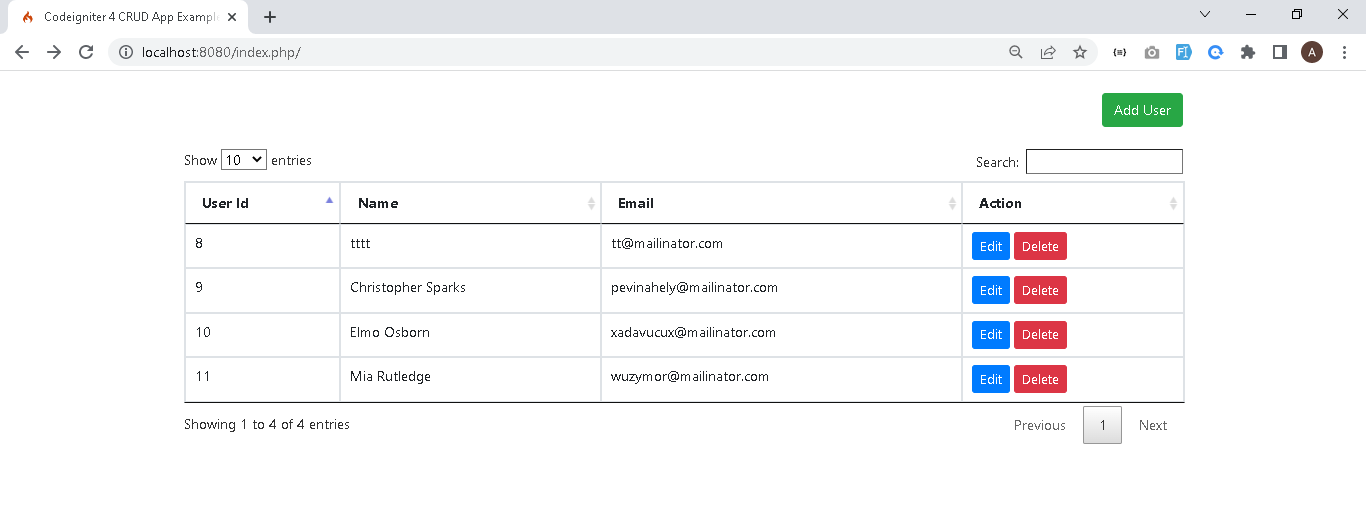 Codeigniter 4 CRUD App Exampl
localhost:8080/index.php/
A
Add User
Show 10 entries
Search:
User Id Name Email Action
8 tttt tt@mailinator.com Edit Delete
9 Christopher Sparks pevinahely@mailinator.com Edit Delete
10 Elmo Osborn xadavucux@mailinator.com Edit Delete
11 Mia Rutledge wuzymor@mailinator.com Edit Delete
Showing 1 to 4 of 4 entries
Previous 1 Next